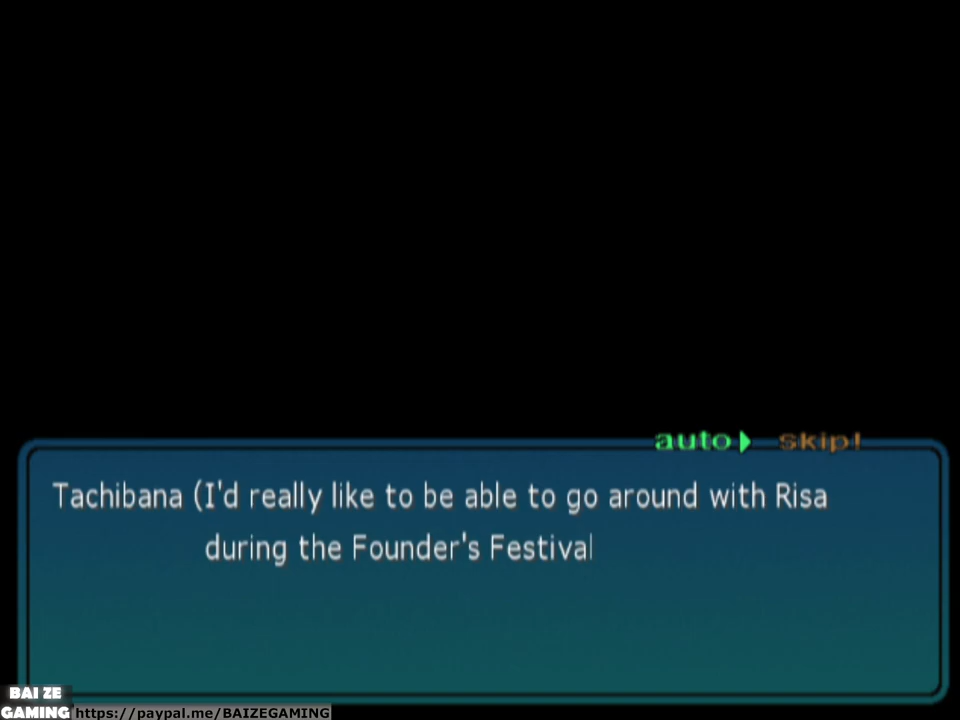 auto skip!
Tachibana (I'd really like to be able to go around with Risa
during the Founder's Festival
BAI ZE
GAMING https://paypal.me/BAIZEGAMING